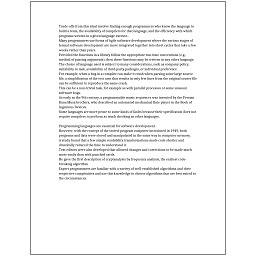 Trade-offs from this ideal involve finding enough programmers who know the language to
build a team, the availability of compilers for that language, and the efficiency with which
programs written in a given language execute.
Many programmers use forms of Agile software development where the various stages of
formal software development are more integrated together into short cycles that take a few
weeks rather than years.
Provided the functions in a library follow the appropriate run-time conventions (e.g.,
method of passing arguments), then these functions may be written in any other language.
The choice of language used is subject to many considerations, such as company policy,
suitability to task, availability of third-party packages, or individual preference.
For example, when a bug in a compiler can make it crash when parsing some large source
file, a simplification of the test case that results in only few lines from the original source file
can be sufficient to reproduce the same crash.
This can be a non-trivial task, for example as with parallel processes or some unusual
software bugs.
As early as the 9th century, a programmable music sequencer was invented by the Persian
Banu Musa brothers, who described an automated mechanical flute player in the Book of
Ingenious Devices.
Some languages are more prone to some kinds of faults because their specification does not
require compilers to perform as much checking as other languages.

Programming languages are essential for software development.
However, with the concept of the stored-program computer introduced in 1949, both
programs and data were stored and manipulated in the same way in computer memory.
A study found that a few simple readability transformations made code shorter and
drastically reduced the time to understand it.
Text editors were also developed that allowed changes and corrections to be made much
more easily than with punched cards.
He gave the first description of cryptanalysis by frequency analysis, the earliest code-
breaking algorithm.
Expert programmers are familiar with a variety of well-established algorithms and their
respective complexities and use this knowledge to choose algorithms that are best suited to
the circumstances.